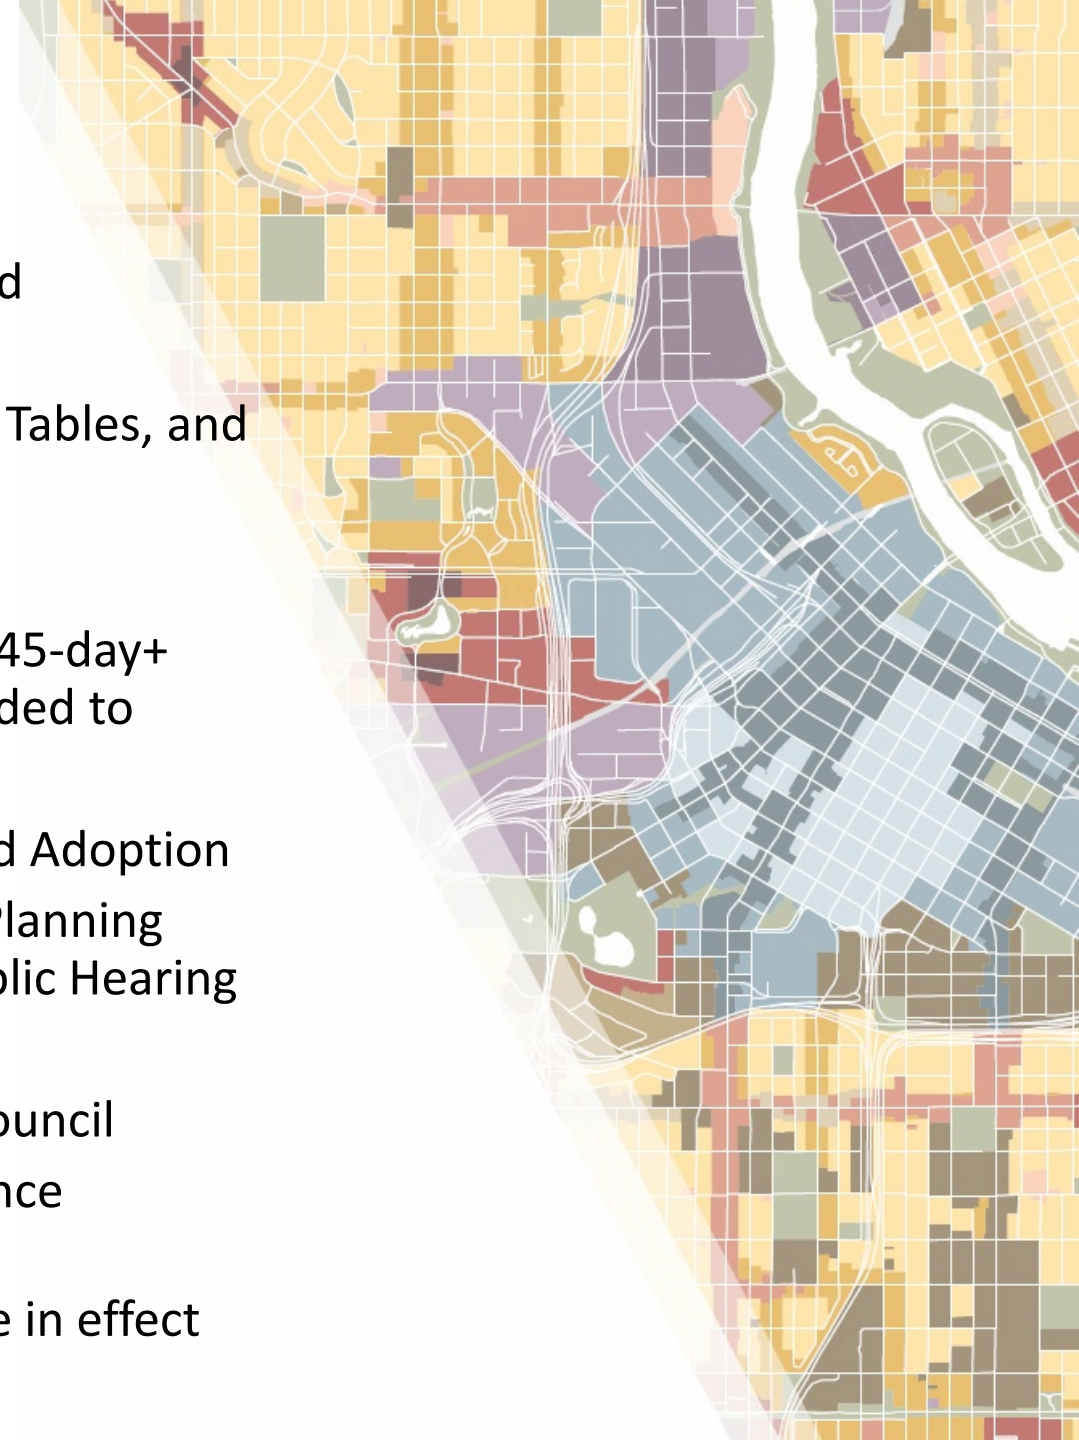 d
Tables, and
45-day+
ded to
d Adoption
Planning
blic Hearing
ouncil
nce
e in effect